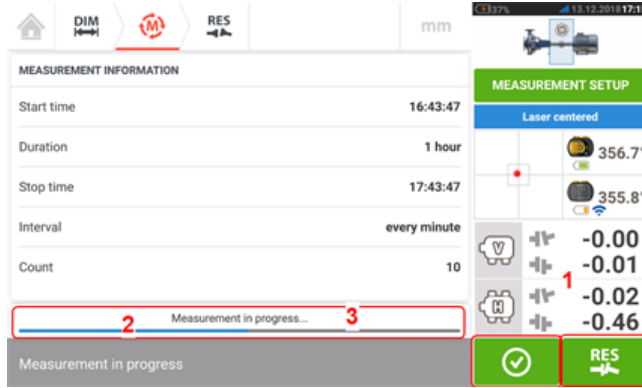 DIM
M
RES
mm
37%
13.12.2018 17:1
MEASUREMENT INFORMATION
Start time 16:43:47
Duration 1 hour
Stop time 17:43:47
Interval every minute
Count 10
2 Measurement in progress... 3
Measurement in progress
MEASUREMENT SETUP
Laser centered
356.7°
355.8°
V
-0.00
-0.01
1
H
-0.02
-0.46
RES